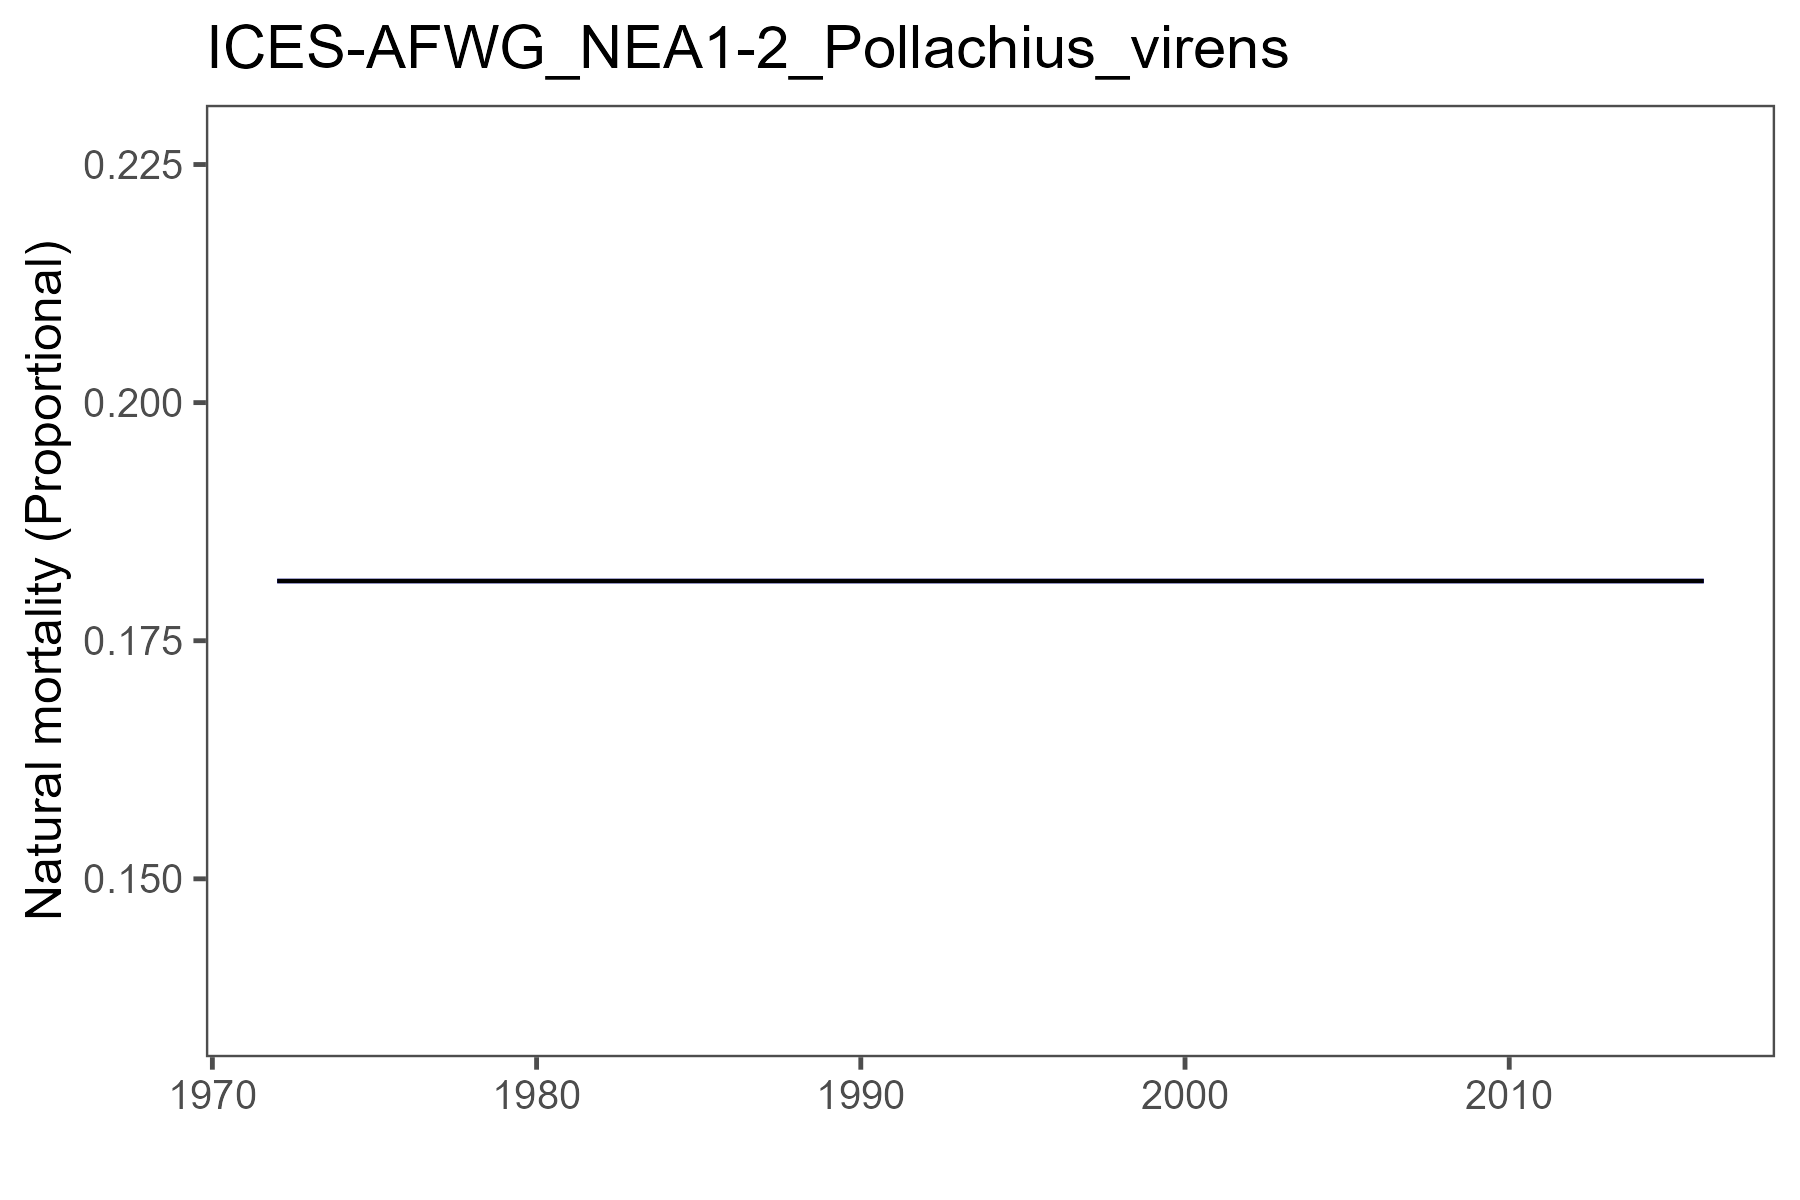 ICES-AFWG_NEA1-2_Pollachius_virens
Natural mortality (Proportional)
0.225
0.200
0.175
0.150
1970 1980 1990 2000 2010